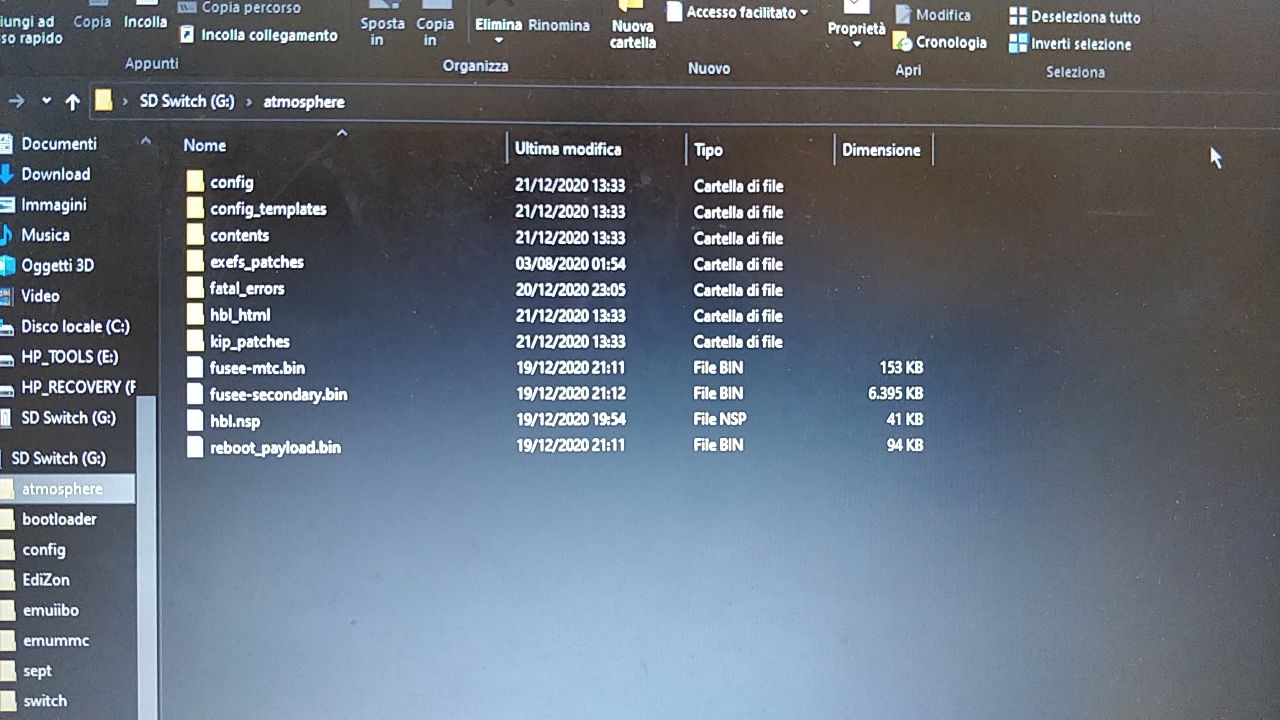 iungi ad
so rapido
Copia
Incolla
Copia percorso
Incolla collegamento
Appunti
Sposta
in
Copia
in
Elimina
Rinomina
Organizza
Nuova
cartella
Accesso facilitato
Nuovo
Proprietà
Modifica
Cronologia
Apri
Deseleziona tutto
Inverti selezione
Seleziona
SD Switch (G:) › atmosphere
Documenti
Download
Immagini
Musica
Oggetti 3D
Video
Disco locale (C:)
HP_TOOLS (E:)
HP_RECOVERY (F
SD Switch (G:)
SD Switch (G:)
atmosphere
bootloader
config
EdiZon
emuiibo
emummc
sept
switch
Nome Ultima modifica Tipo Dimensione
config 21/12/2020 13:33 Cartella di file
config_templates 21/12/2020 13:33 Cartella di file
contents 21/12/2020 13:33 Cartella di file
exefs_patches 03/08/2020 01:54 Cartella di file
fatal_errors 20/12/2020 23:05 Cartella di file
hbl_html 21/12/2020 13:33 Cartella di file
kip_patches 21/12/2020 13:33 Cartella di file
fusee-mtc.bin 19/12/2020 21:11 File BIN 153 KB
fusee-secondary.bin 19/12/2020 21:12 File BIN 6.395 KB
hbl.nsp 19/12/2020 19:54 File NSP 41 KB
reboot_payload.bin 19/12/2020 21:11 File BIN 94 KB